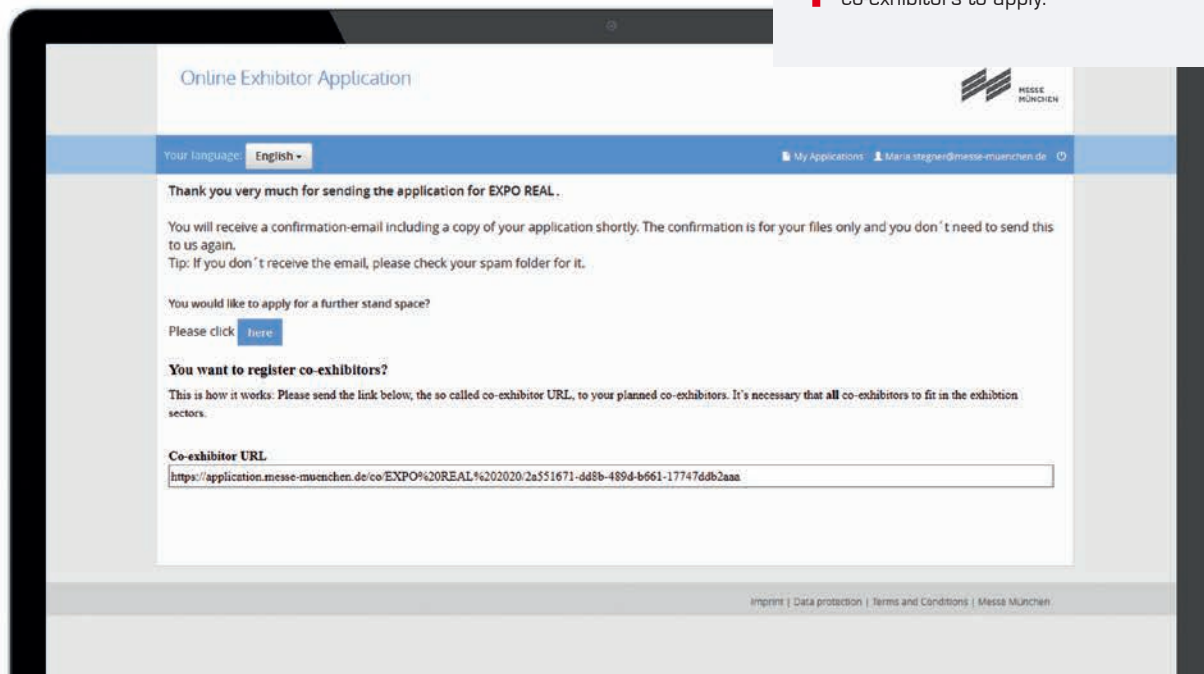 co-exhibitors to apply.
Online Exhibitor Application
MESSE
MÜNCHEN
Your language: English
My Applications Maria.stegner@messe-muenchen.de
Thank you very much for sending the application for EXPO REAL.
You will receive a confirmation-email including a copy of your application shortly. The confirmation is for your files only and you don´t need to send this
to us again.
Tip: If you don´t receive the email, please check your spam folder for it.
You would like to apply for a further stand space?
Please click here
You want to register co-exhibitors?
This is how it works: Please send the link below, the so called co-exhibitor URL, to your planned co-exhibitors. It's necessary that all co-exhibitors to fit in the exhibtion
sectors.
Co-exhibitor URL
https://application.messe-muenchen.de/co/EXPO%20REAL%202020/2a551671-dd8b-489d-b661-17747ddb2aaa
Imprint | Data protection | Terms and Conditions | Messe München